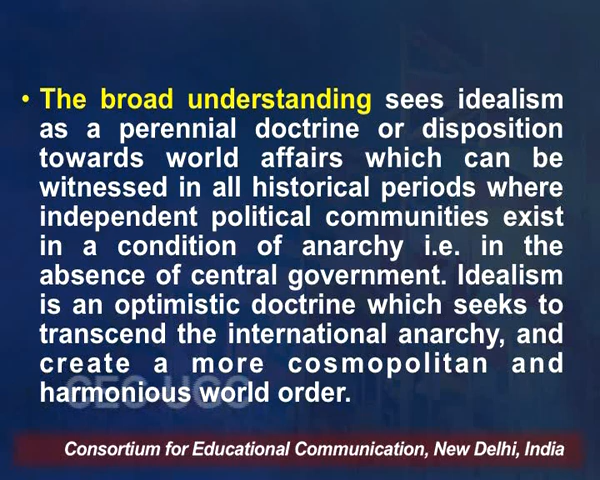 • The broad understanding sees idealism
as a perennial doctrine or disposition
towards world affairs which can be
witnessed in all historical periods where
independent political communities exist
in a condition of anarchy i.e. in the
absence of central government. Idealism
is an optimistic doctrine which seeks to
transcend the international anarchy, and
create a more cosmopolitan and
harmonious world order.
CEC UGC
Consortium for Educational Communication, New Delhi, India